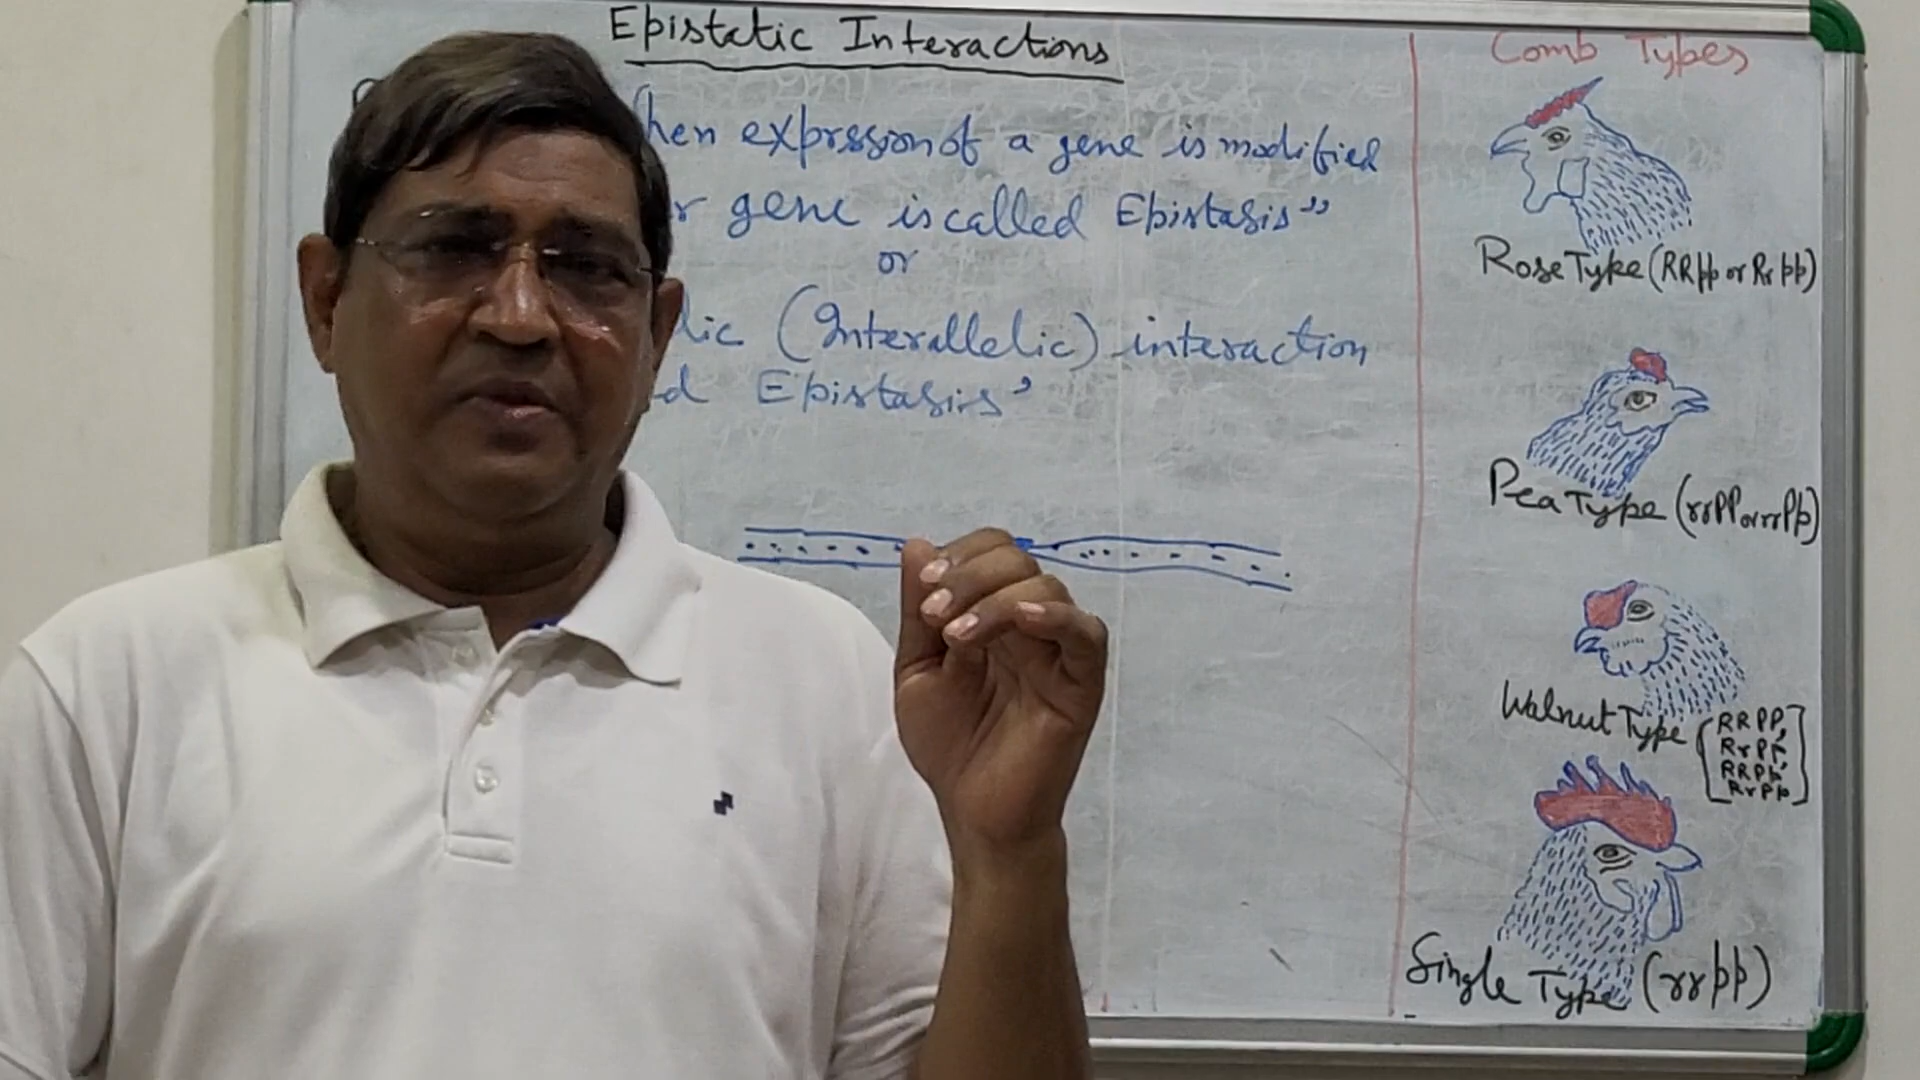 Epistatic Interactions
hen exprssion of a gene is modified
r gene is called Epistasis"
or
lic (Interallelic) interaction
d Epistasis'
Comb Types
Rose Type (RRpp or Rrpp)
Pea Type (rrPP or rrPp)
Walnut Type [RRPP,
RrPP,
RRPp,
RrPp]
Single Type (rrpp)